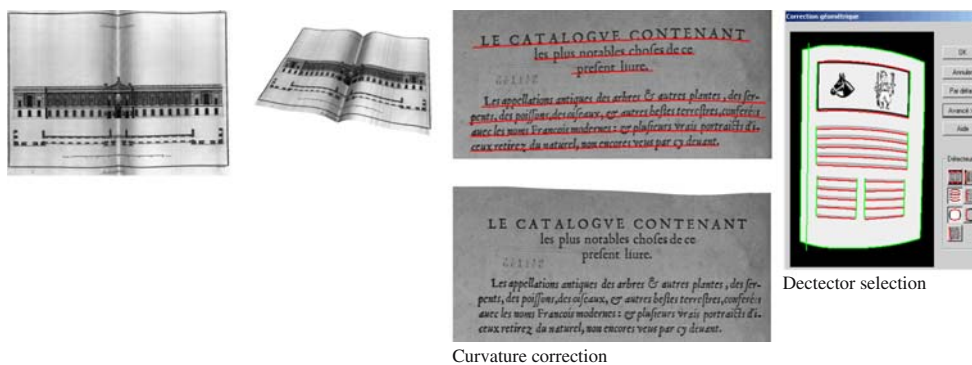 LE CATALOGVE CONTENANT
les plus notables choſes de ce
preſent liure.
Les appellations antiques des arbres & autres plantes, des ſer-
pents, des poiſſons, des oiſeaux, & autres beſtes terreſtres, conferés
auec les noms Francois modernes: & pluſieurs vrais portraicts d'i-
ceux retirez du naturel, non encores veus par cy deuant.
LE CATALOGVE CONTENANT
les plus notables choſes de ce
preſent liure.
Les appellations antiques des arbres & autres plantes, des ſer-
pents, des poiſſons, des oiſeaux, & autres beſtes terreſtres, conferés
auec les noms Francois modernes: & pluſieurs vrais portraicts d'i-
ceux retirez du naturel, non encores veus par cy deuant.
Curvature correction
Correction géométrique
OK
Annuler
Par défa
Avancé
Aide
Détecteu
Dectector selection